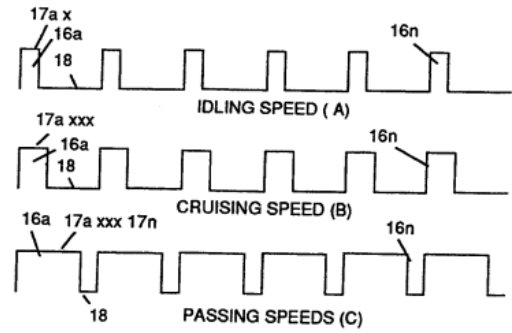 17a x
16a
18
16n
IDLING SPEED ( A)
17a xxx
16a
18
16n
CRUISING SPEED (B)
16a
17a xxx 17n
16n
18
PASSING SPEEDS (C)